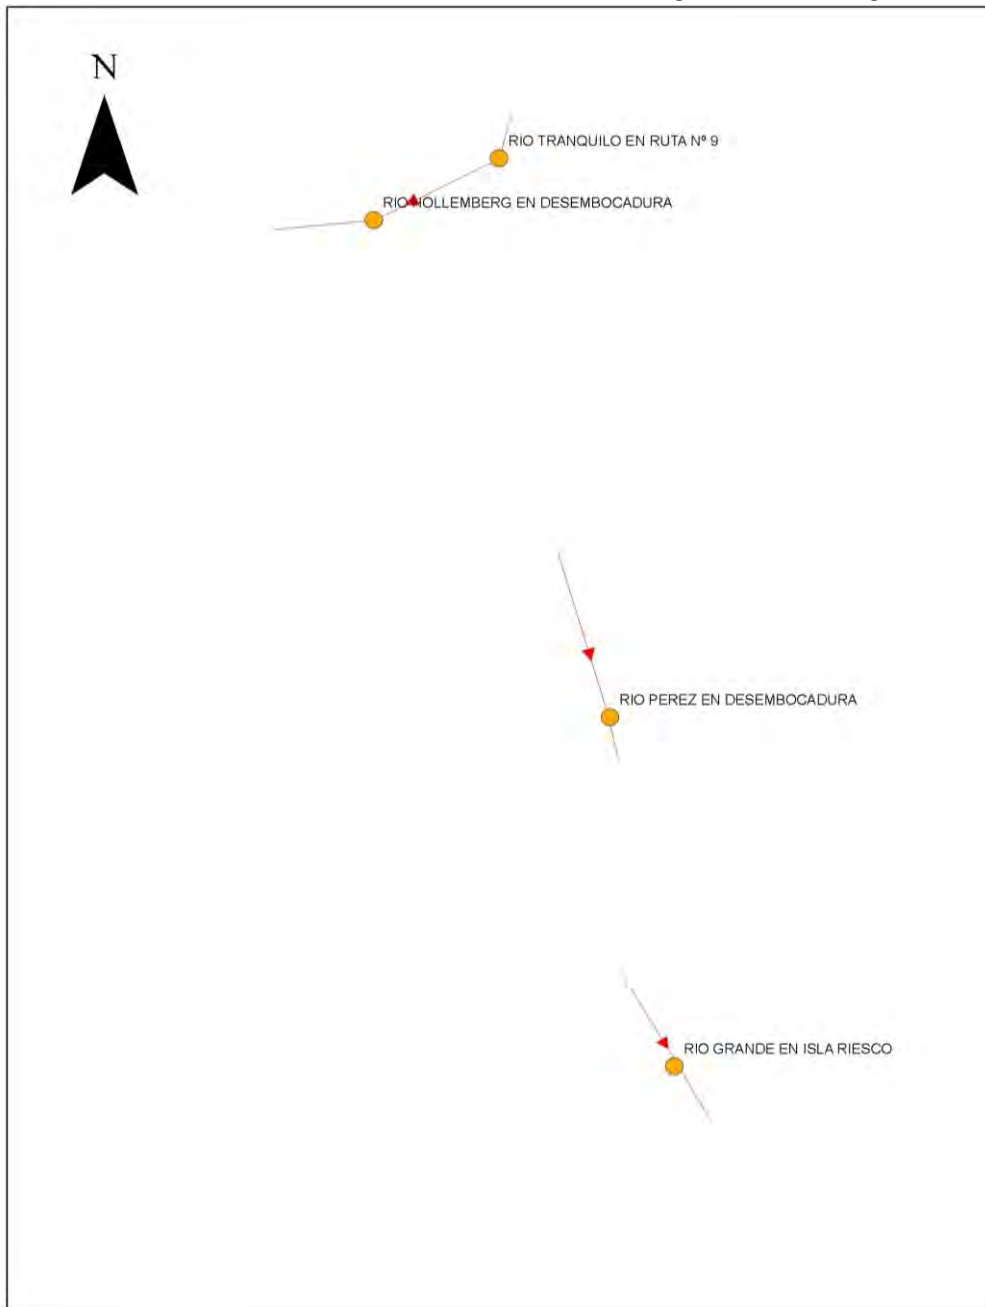 N
RIO TRANQUILO EN RUTA Nº 9
RIO HOLLEMBERG EN DESEMBOCADURA
RIO PEREZ EN DESEMBOCADURA
RIO GRANDE EN ISLA RIESCO